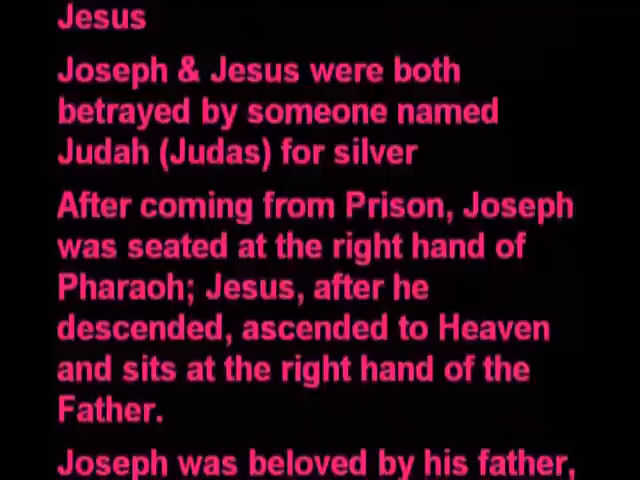 Jesus
Joseph & Jesus were both
betrayed by someone named
Judah (Judas) for silver
After coming from Prison, Joseph
was seated at the right hand of
Pharaoh; Jesus, after he
descended, ascended to Heaven
and sits at the right hand of the
Father.
Joseph was beloved by his father,